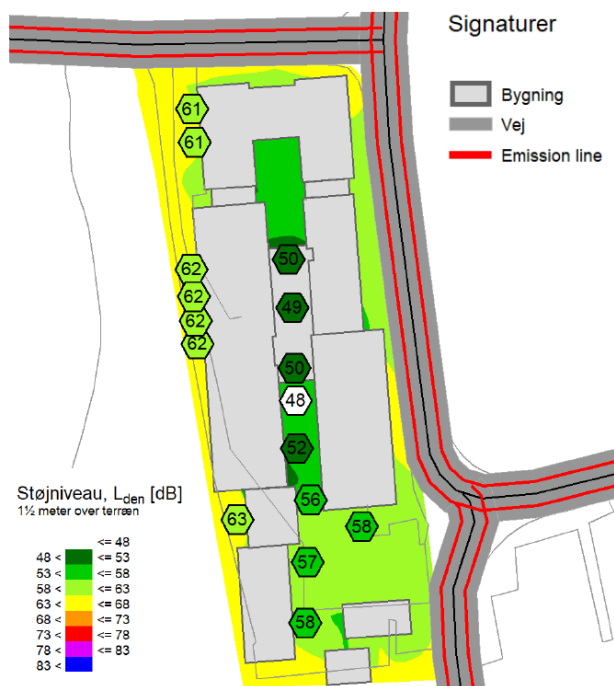 Signaturer
Bygning
Vej
Emission line
61
61
50
62
62
49
62
62
50
48
52
56
63
58
57
58
Støjniveau, Lden [dB]
1½ meter over terræn
<= 48
48 < <= 53
53 < <= 58
58 < <= 63
63 < <= 68
68 < <= 73
73 < <= 78
78 < <= 83
83 <